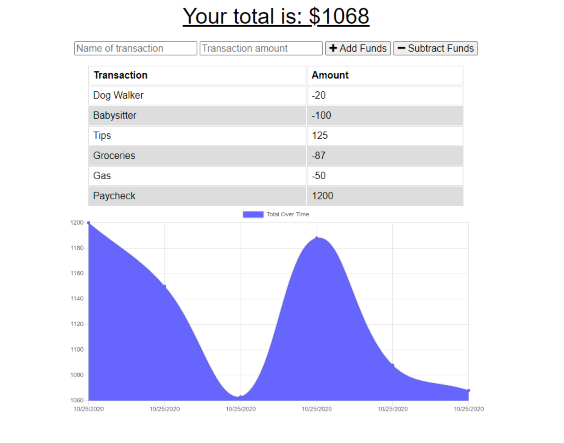 Your total is: $1068
Name of transaction Transaction amount + Add Funds − Subtract Funds
Transaction Amount
Dog Walker -20
Babysitter -100
Tips 125
Groceries -87
Gas -50
Paycheck 1200
Total Over Time
1200
1180
1160
1140
1120
1100
1080
1060
10/25/2020 10/25/2020 10/25/2020 10/25/2020 10/25/2020 10/25/2020